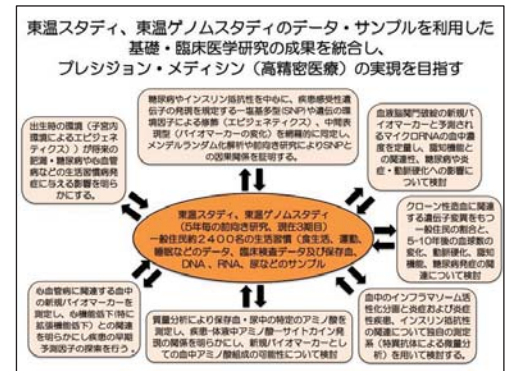 東温スタディ、東温ゲノムスタディのデータ・サンプルを利用した
基礎・臨床医学研究の成果を統合し、
プレシジョン・メディシン（高精密医療）の実現を目指す
糖尿病やインスリン抵抗性を中心に、疾患感受性遺
伝子の発現を規定する一塩基多型(SNP)や遺伝の環
境因子による修飾（エピジェネティクス）、中間表
現型（バイオマーカーの変化）を網羅的に同定し、
メンデルランダム化解析や前向き研究によりSNPと
の因果関係を証明する。
出生時の環境（子宮内
環境によるエピジェネ
ティクス））が将来の
肥満・糖尿病や心血管
病などの生活習慣病発
症に与える影響を明ら
かにする。
血液脳関門破綻の新規バイ
オマーカーと予測される
マイクロRNAの血中濃
度を定量し、認知機能と
の関連性、糖尿病や炎
症・動脈硬化への影響に
ついて検討
東温スタディ、東温ゲノムスタディ
（5年毎の前向き研究、現在3期目）
一般住民約２４００名の生活習慣（食生活、運動、
睡眠などのデータ、臨床検査データ及び保存血、
DNA、RNA、尿などのサンプル
クローン性造血に関連す
る遺伝子変異をもつ
一般住民の割合と、
5-10年後の血球数の
変化、動脈硬化、認知
機能、糖尿病発症の関
連について検討
心血管病に関連する血中
の新規バイオマーカーを
測定し、心機能低下(特に
拡張機能低下）との関連
を明らかにし疾患の早期
予測因子の探索を行う。
質量分析により保存血・尿中の特定のアミノ酸を
測定し、疾患-体液中アミノ酸ーサイトカイン発
現の関係を明らかにし、新規バイオマーカーとし
ての血中アミノ酸組成の可能性について検討
血中のインフラマソーム活
性化分画と炎症および炎症
性疾患、インスリン抵抗性
の関連について独自の測定
系（特異抗体による微量分
析）を用いて検討する。